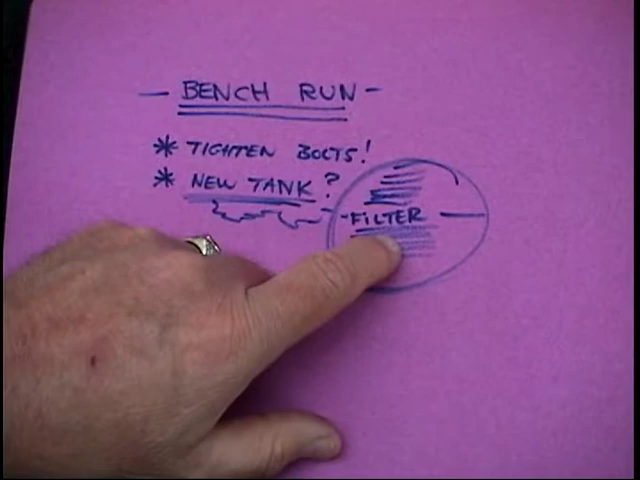 - BENCH RUN -
* TIGHTEN BOLTS!
* NEW TANK?
-FILTER